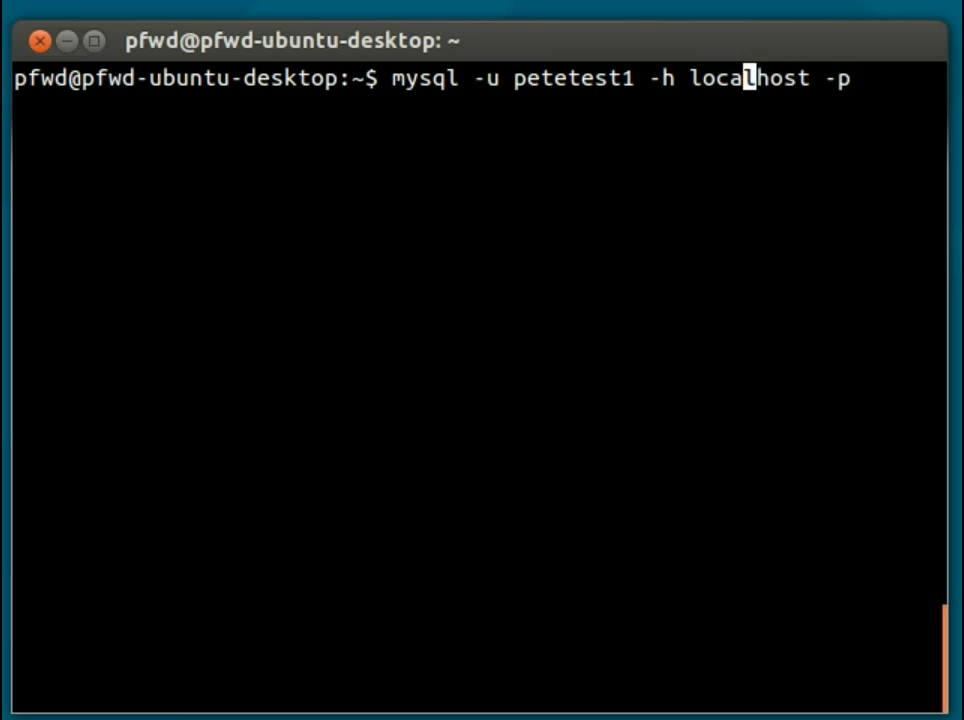 pfwd@pfwd-ubuntu-desktop: ~
pfwd@pfwd-ubuntu-desktop:~$ mysql -u petetest1 -h localhost -p